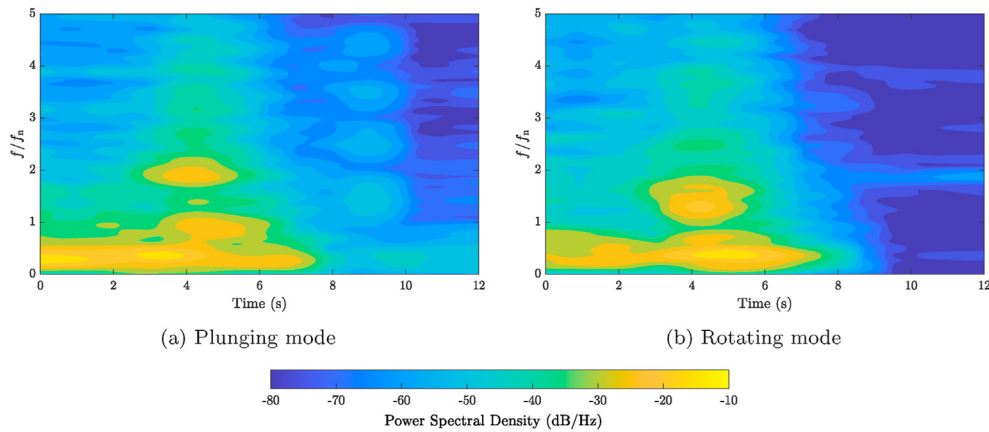 5
4
3
2
1
0
f/fn
0 2 4 6 8 10 12
Time (s)
(a) Plunging mode
5
4
3
2
1
0
f/fn
0 2 4 6 8 10 12
Time (s)
(b) Rotating mode
-80 -70 -60 -50 -40 -30 -20 -10
Power Spectral Density (dB/Hz)